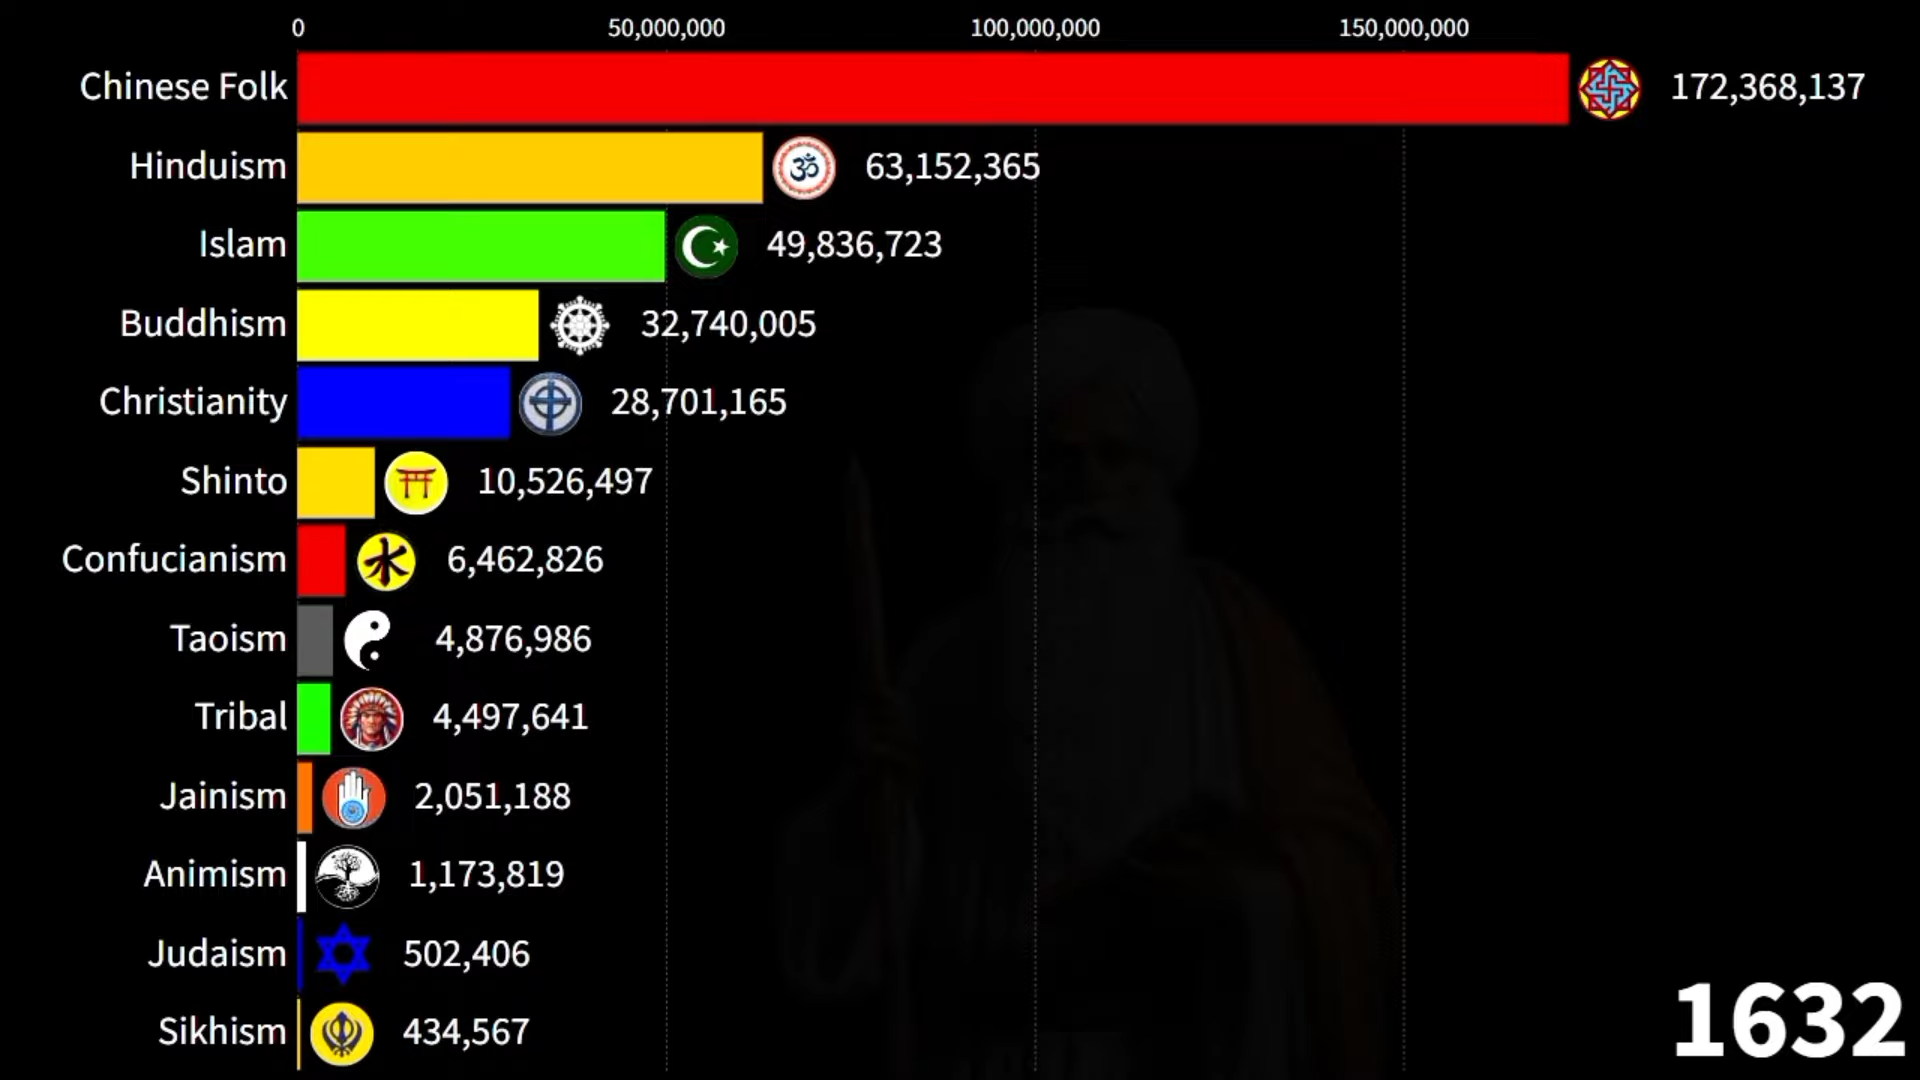 0 50,000,000 100,000,000 150,000,000
Chinese Folk 172,368,137
Hinduism ॐ 63,152,365
Islam 49,836,723
Buddhism 32,740,005
Christianity 28,701,165
Shinto 10,526,497
Confucianism 6,462,826
Taoism 4,876,986
Tribal 4,497,641
Jainism 2,051,188
Animism 1,173,819
Judaism 502,406
Sikhism 434,567
1632